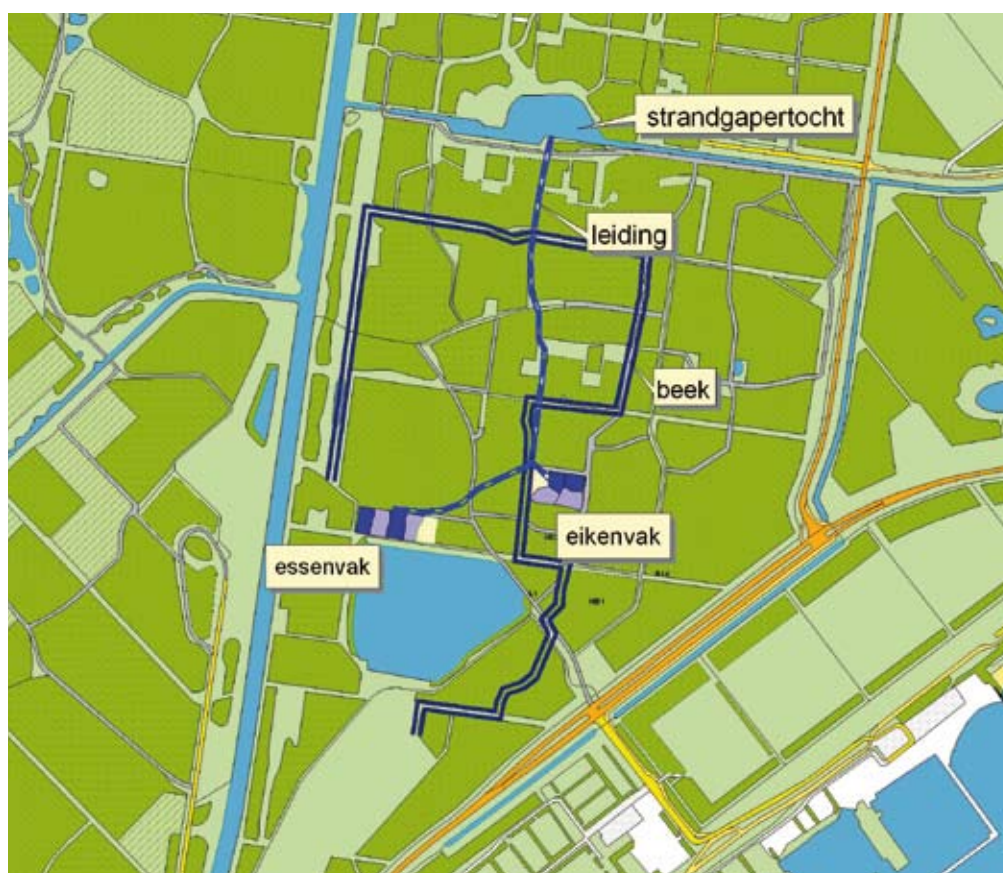 strandgapertocht
leiding
beek
eikenvak
essenvak